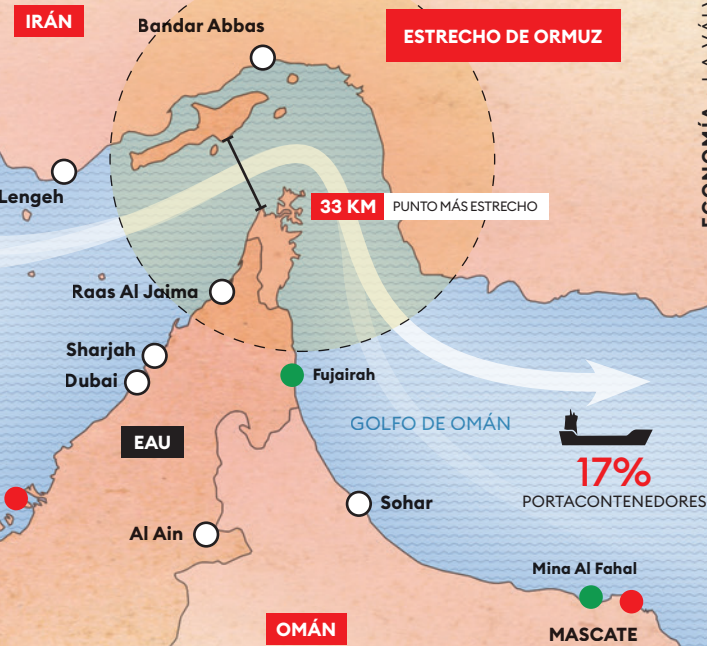 IRÁN
Bandar Abbas
ESTRECHO DE ORMUZ
Lengeh
33 KM
PUNTO MÁS ESTRECHO
Raas Al Jaima
Sharjah
Dubai
Fujairah
GOLFO DE OMÁN
EAU
17%
PORTACONTENEDORES
Sohar
Al Ain
Mina Al Fahal
OMÁN
MASCATE
ECONOMÍA